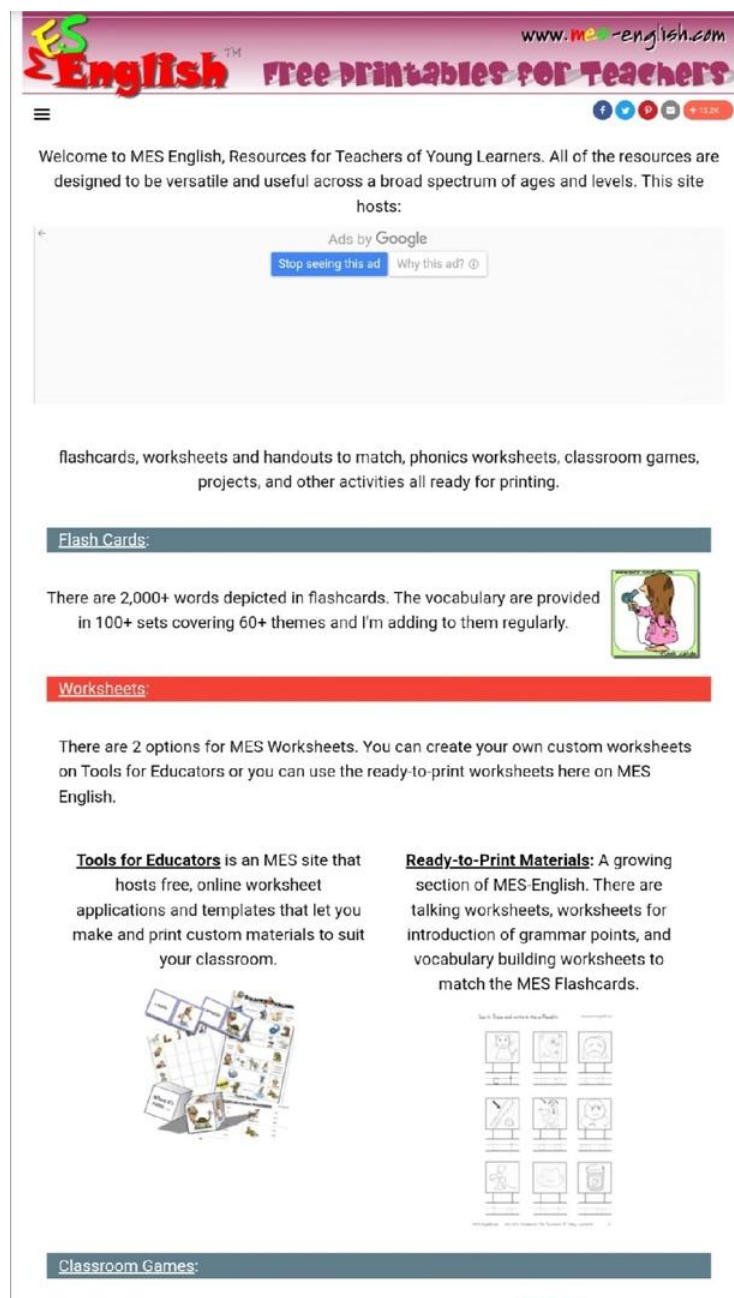 MES English™
www.mes-english.com
Free Printables for Teachers
+ 13.2K
Welcome to MES English, Resources for Teachers of Young Learners. All of the resources are
designed to be versatile and useful across a broad spectrum of ages and levels. This site
hosts:
Ads by Google
Stop seeing this ad Why this ad?
flashcards, worksheets and handouts to match, phonics worksheets, classroom games,
projects, and other activities all ready for printing.
Flash Cards:
There are 2,000+ words depicted in flashcards. The vocabulary are provided
in 100+ sets covering 60+ themes and I'm adding to them regularly.
Worksheets:
There are 2 options for MES Worksheets. You can create your own custom worksheets
on Tools for Educators or you can use the ready-to-print worksheets here on MES
English.
Tools for Educators is an MES site that
hosts free, online worksheet
applications and templates that let you
make and print custom materials to suit
your classroom.
Ready-to-Print Materials: A growing
section of MES-English. There are
talking worksheets, worksheets for
introduction of grammar points, and
vocabulary building worksheets to
match the MES Flashcards.
Classroom Games: